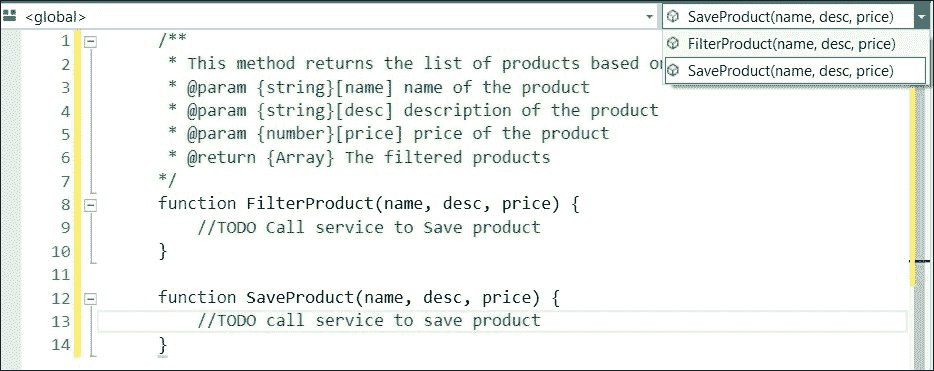 <global>
SaveProduct(name, desc, price)
FilterProduct(name, desc, price)
SaveProduct(name, desc, price)
1 /**
2 * This method returns the list of products based
3 * @param {string}[name] name of the product
4 * @param {string}[desc] description of the product
5 * @param {number}[price] price of the product
6 * @return {Array} The filtered products
7 */
8 function FilterProduct(name, desc, price) {
9 //TODO Call service to Save product
10 }
11
12 function SaveProduct(name, desc, price) {
13 //TODO call service to save product
14 }